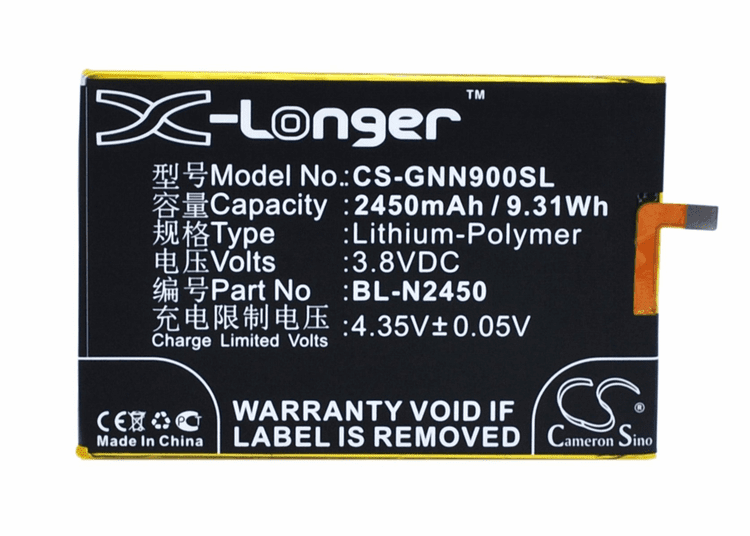 X-Longer™
型号Model No.: CS-GNN900SL
容量Capacity : 2450mAh / 9.31Wh
规格Type : Lithium-Polymer
电压Volts : 3.8VDC
编号Part No : BL-N2450
充电限制电压 : 4.35V± 0.05V
Charge Limited Volts
CE
Made In China
WARRANTY VOID IF
LABEL IS REMOVED
CS
Cameron Sino